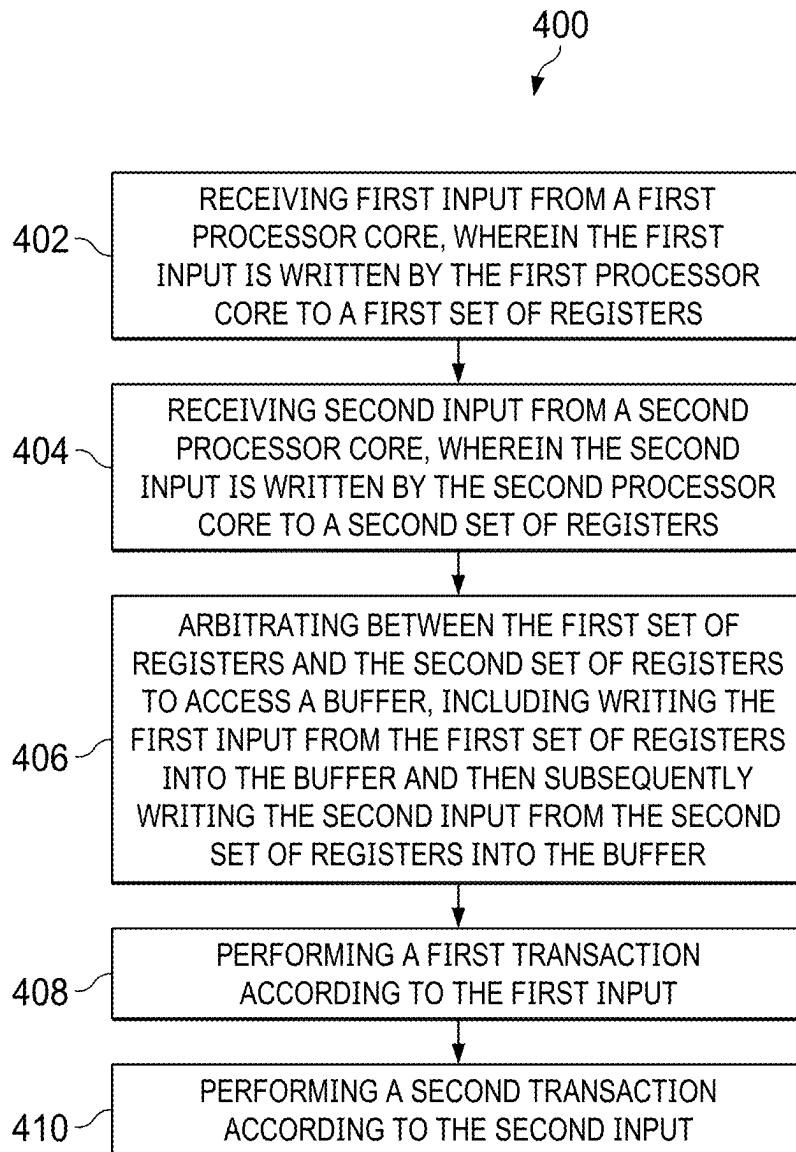 400
402
RECEIVING FIRST INPUT FROM A FIRST
PROCESSOR CORE, WHEREIN THE FIRST
INPUT IS WRITTEN BY THE FIRST PROCESSOR
CORE TO A FIRST SET OF REGISTERS
404
RECEIVING SECOND INPUT FROM A SECOND
PROCESSOR CORE, WHEREIN THE SECOND
INPUT IS WRITTEN BY THE SECOND PROCESSOR
CORE TO A SECOND SET OF REGISTERS
406
ARBITRATING BETWEEN THE FIRST SET OF
REGISTERS AND THE SECOND SET OF REGISTERS
TO ACCESS A BUFFER, INCLUDING WRITING THE
FIRST INPUT FROM THE FIRST SET OF REGISTERS
INTO THE BUFFER AND THEN SUBSEQUENTLY
WRITING THE SECOND INPUT FROM THE SECOND
SET OF REGISTERS INTO THE BUFFER
408
PERFORMING A FIRST TRANSACTION
ACCORDING TO THE FIRST INPUT
410
PERFORMING A SECOND TRANSACTION
ACCORDING TO THE SECOND INPUT